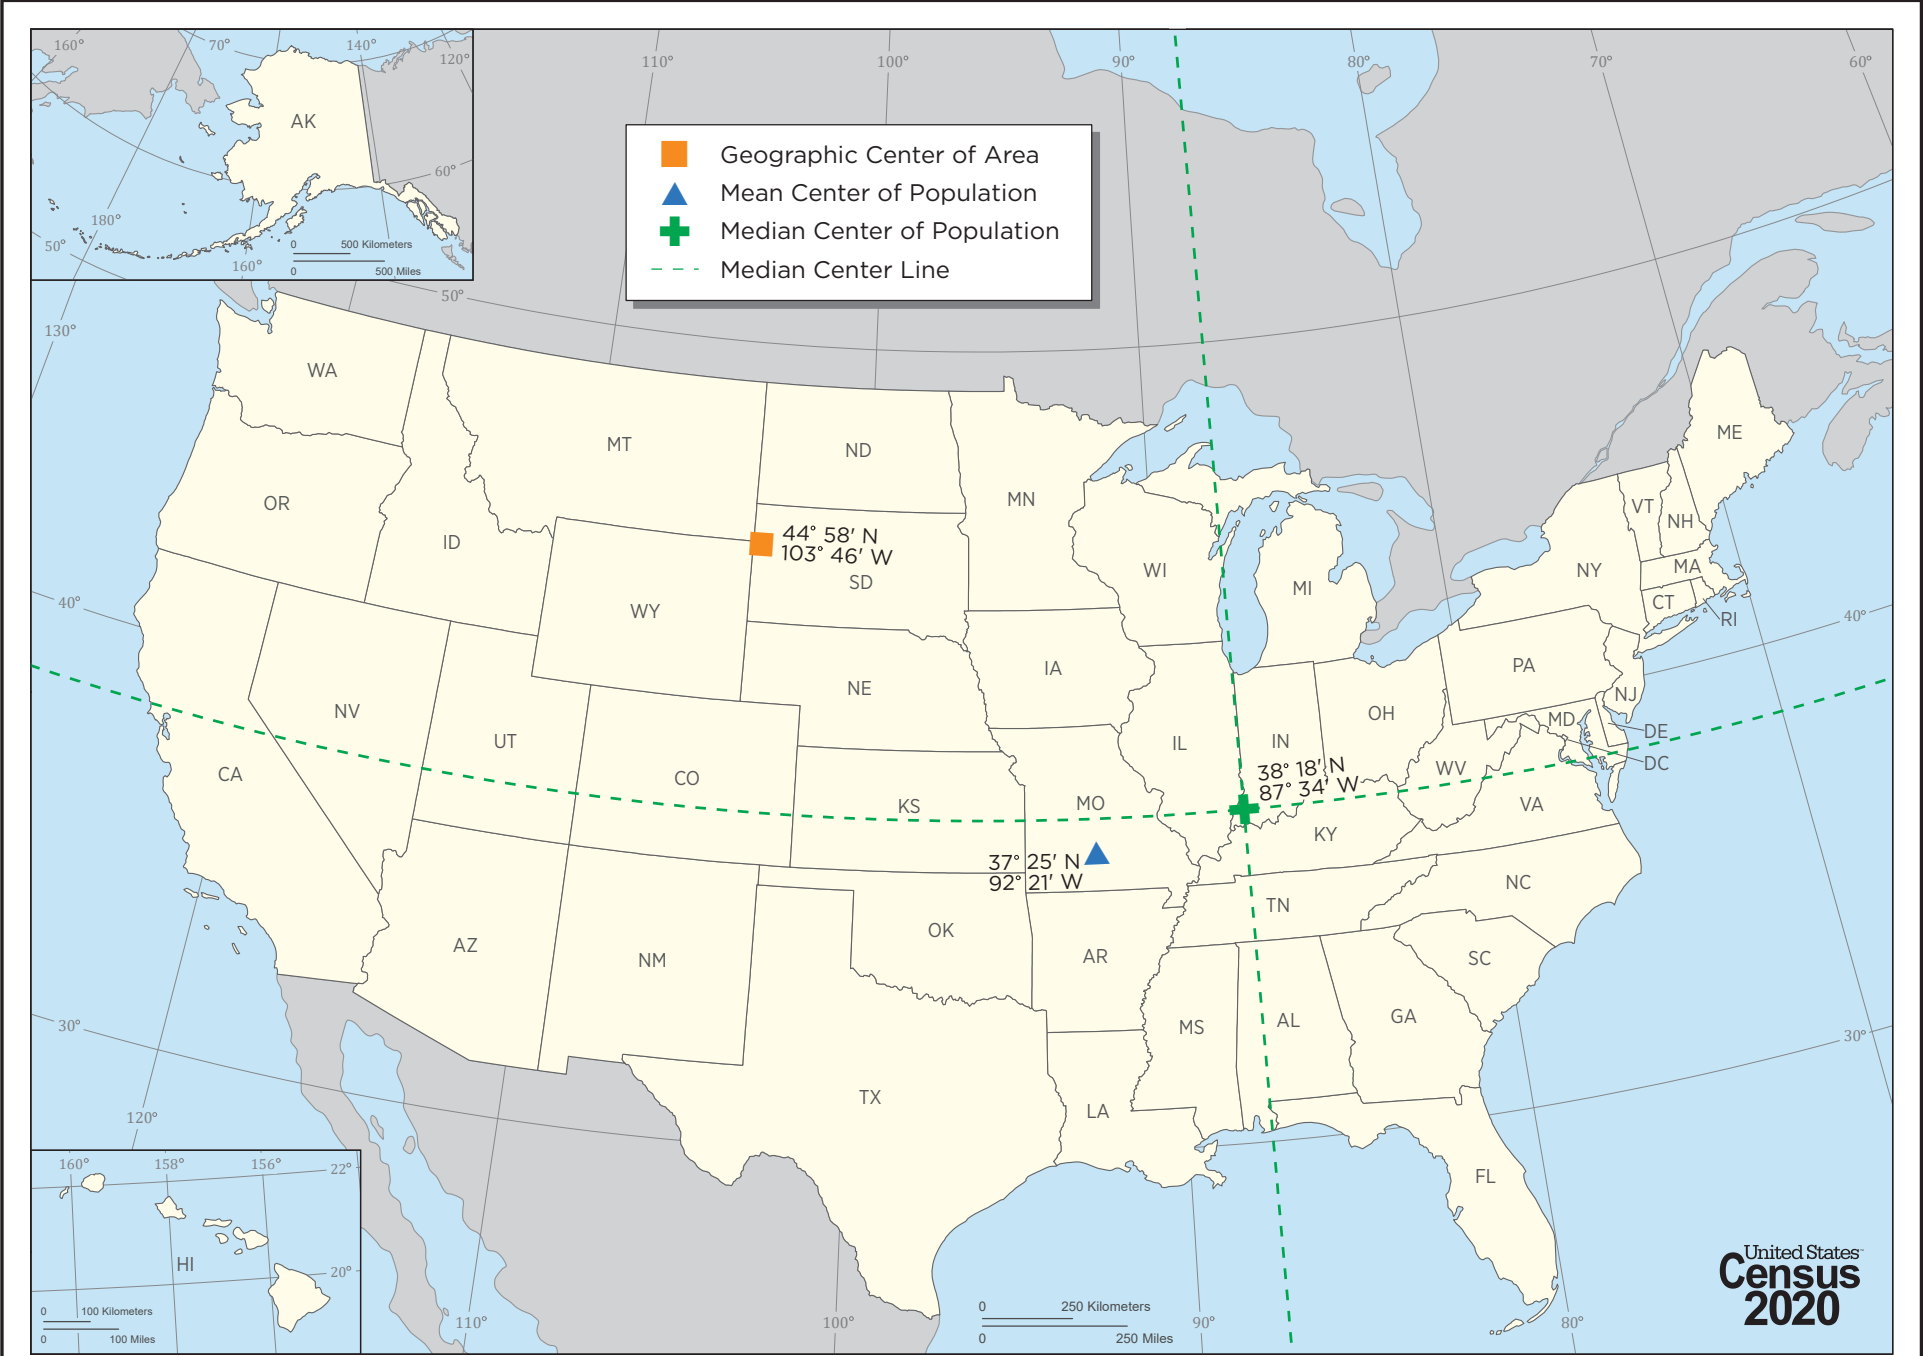 160°
70°
140°
120°
AK
60°
180°
50°
160°
0 500 Kilometers
0 500 Miles
110°
100°
90°
80°
70°
60°
Geographic Center of Area
Mean Center of Population
Median Center of Population
Median Center Line
50°
130°
WA
MT
ND
MN
ME
OR
ID
VT
NH
44° 58' N
103° 46' W
SD
WI
MI
NY
MA
CT
RI
40°
WY
40°
IA
PA
NE
NJ
NV
UT
OH
MD
DE
IL
IN
DC
CA
CO
KS
MO
38° 18' N
87° 34' W
WV
VA
KY
37° 25' N
92° 21' W
NC
TN
AZ
NM
OK
AR
SC
MS
AL
GA
30°
30°
TX
LA
120°
FL
160°
158°
156°
22°
HI
20°
0 100 Kilometers
0 100 Miles
110°
100°
0 250 Kilometers
0 250 Miles
90°
80°
United States™
Census
2020